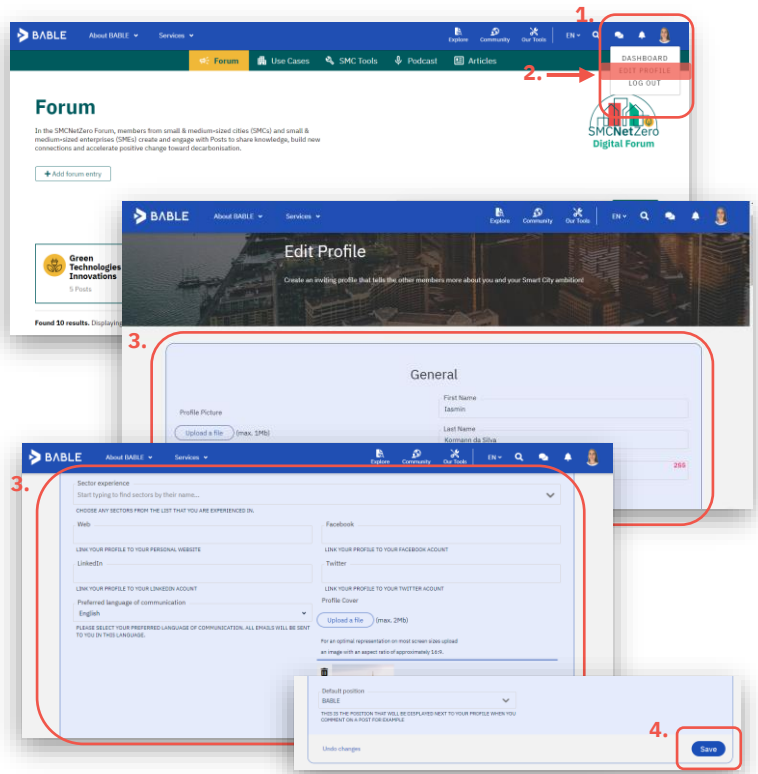 1.
BABLE About BABLE Services Explore Community Our Tools EN
Forum Use Cases SMC Tools Podcast Articles
DASHBOARD
2.
EDIT PROFILE
LOG OUT
Forum
In the SMCNetZero Forum, members from small & medium-sized cities (SMCs) and small &
medium-sized enterprises (SMEs) create and engage with Posts to share knowledge, build new
connections and accelerate positive change toward decarbonisation.
SMCNetZero
Digital Forum
+Add forum entry
BABLE About BABLE Services Explore Community Our Tools EN
Green
Technologies
Innovations
5 Posts
Found 10 results. Displaying
Edit Profile
Create an inviting profile that tells the other members more about you and your Smart City ambition!
3.
General
First Name
Iasmin
Profile Picture
Upload a file (max. 1Mb)
Last Name
Kormann da Silva
255
BABLE About BABLE Services Explore Community Our Tools EN
3.
Sector experience
Start typing to find sectors by their name...
CHOOSE ANY SECTORS FROM THE LIST THAT YOU ARE EXPERIENCED IN.
Web Facebook
LINK YOUR PROFILE TO YOUR PERSONAL WEBSITE LINK YOUR PROFILE TO YOUR FACEBOOK ACOUNT
LinkedIn Twitter
LINK YOUR PROFILE TO YOUR LINKEDIN ACOUNT LINK YOUR PROFILE TO YOUR TWITTER ACOUNT
Preferred language of communication
English
PLEASE SELECT YOUR PREFERRED LANGUAGE OF COMMUNICATION. ALL EMAILS WILL BE SENT
TO YOU IN THIS LANGUAGE.
Profile Cover
Upload a file (max. 2Mb)
For an optimal representation on most screen sizes upload
an image with an aspect ratio of approximately 16:9.
Default position
BABLE
THIS IS THE POSITION THAT WILL BE DISPLAYED NEXT TO YOUR PROFILE WHEN YOU
COMMENT ON A POST FOR EXAMPLE
4.
Undo changes
Save